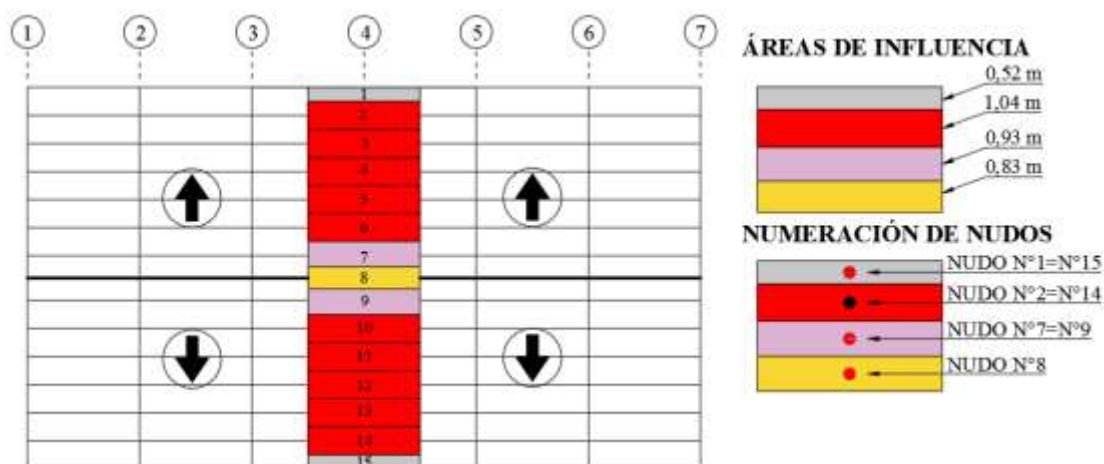 1 2 3 4 5 6 7
ÁREAS DE INFLUENCIA
0,52 m
1,04 m
0,93 m
0,83 m
NUMERACIÓN DE NUDOS
NUDO N°1=N°15
NUDO N°2=N°14
NUDO N°7=N°9
NUDO N°8
1
2
3
4
5
6
7
8
9
10
11
12
13
14
15